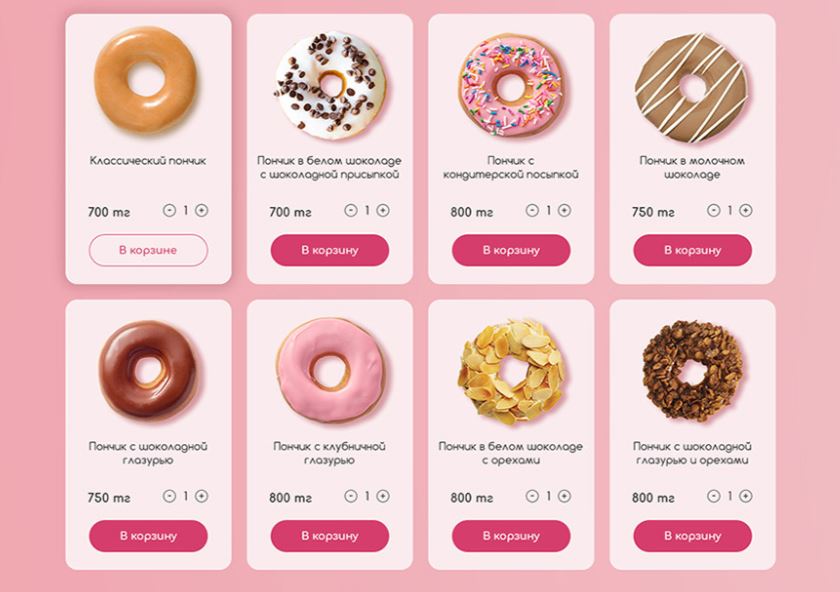 Классический пончик
700 тг
- 1 +
В корзине
Пончик в белом шоколаде
с шоколадной присыпкой
700 тг
- 1 +
В корзину
Пончик с
кондитерской посыпкой
800 тг
- 1 +
В корзину
Пончик в молочном
шоколаде
750 тг
- 1 +
В корзину
Пончик с шоколадной
глазурью
750 тг
- 1 +
В корзину
Пончик с клубничной
глазурью
800 тг
- 1 +
В корзину
Пончик в белом шоколаде
с орехами
800 тг
- 1 +
В корзину
Пончик с шоколадной
глазурью и орехами
800 тг
- 1 +
В корзину